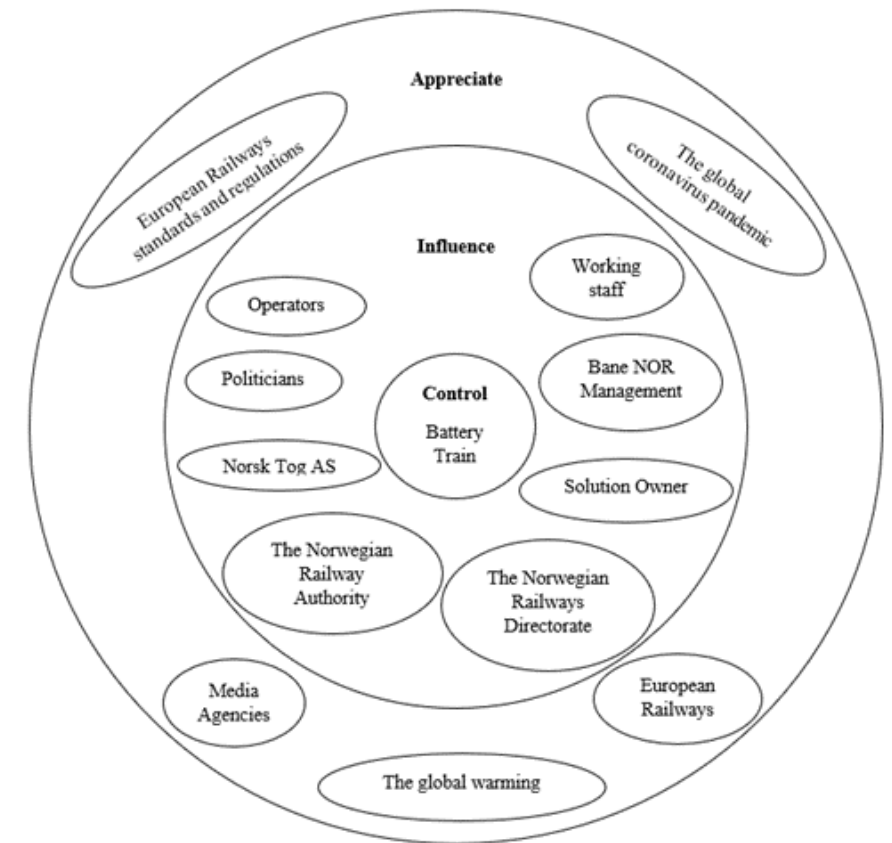 Appreciate
European Railways
standards and regulations
The global
coronavirus pandemic
Influence
Working
staff
Operators
Bane NOR
Management
Politicians
Control
Battery
Train
Norsk Tog AS
Solution Owner
The Norwegian
Railway
Authority
The Norwegian
Railways
Directorate
Media
Agencies
European
Railways
The global warming